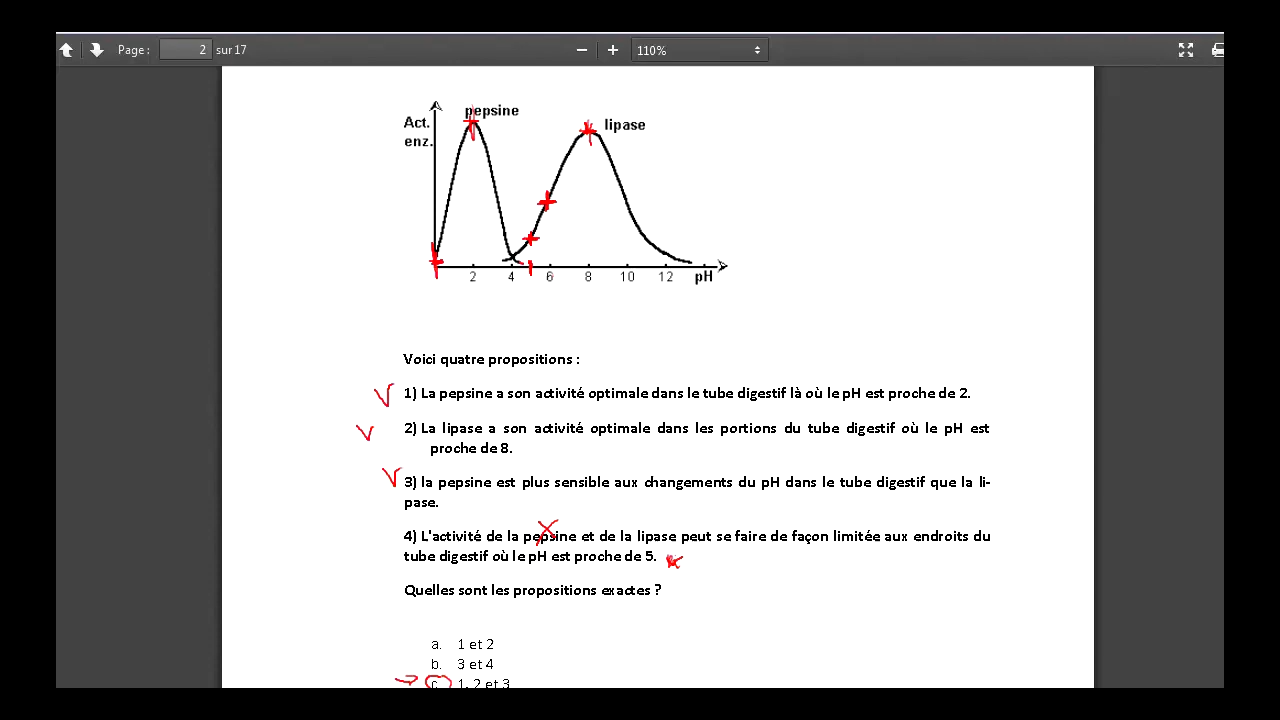 Page : 2 sur 17 110%
pepsine
Act. lipase
enz.
2 4 6 8 10 12 pH
Voici quatre propositions :
1) La pepsine a son activité optimale dans le tube digestif là où le pH est proche de 2.
2) La lipase a son activité optimale dans les portions du tube digestif où le pH est
proche de 8.
3) la pepsine est plus sensible aux changements du pH dans le tube digestif que la li-
pase.
4) L'activité de la pepsine et de la lipase peut se faire de façon limitée aux endroits du
tube digestif où le pH est proche de 5.
Quelles sont les propositions exactes ?
a. 1 et 2
b. 3 et 4
c. 1, 2 et 3